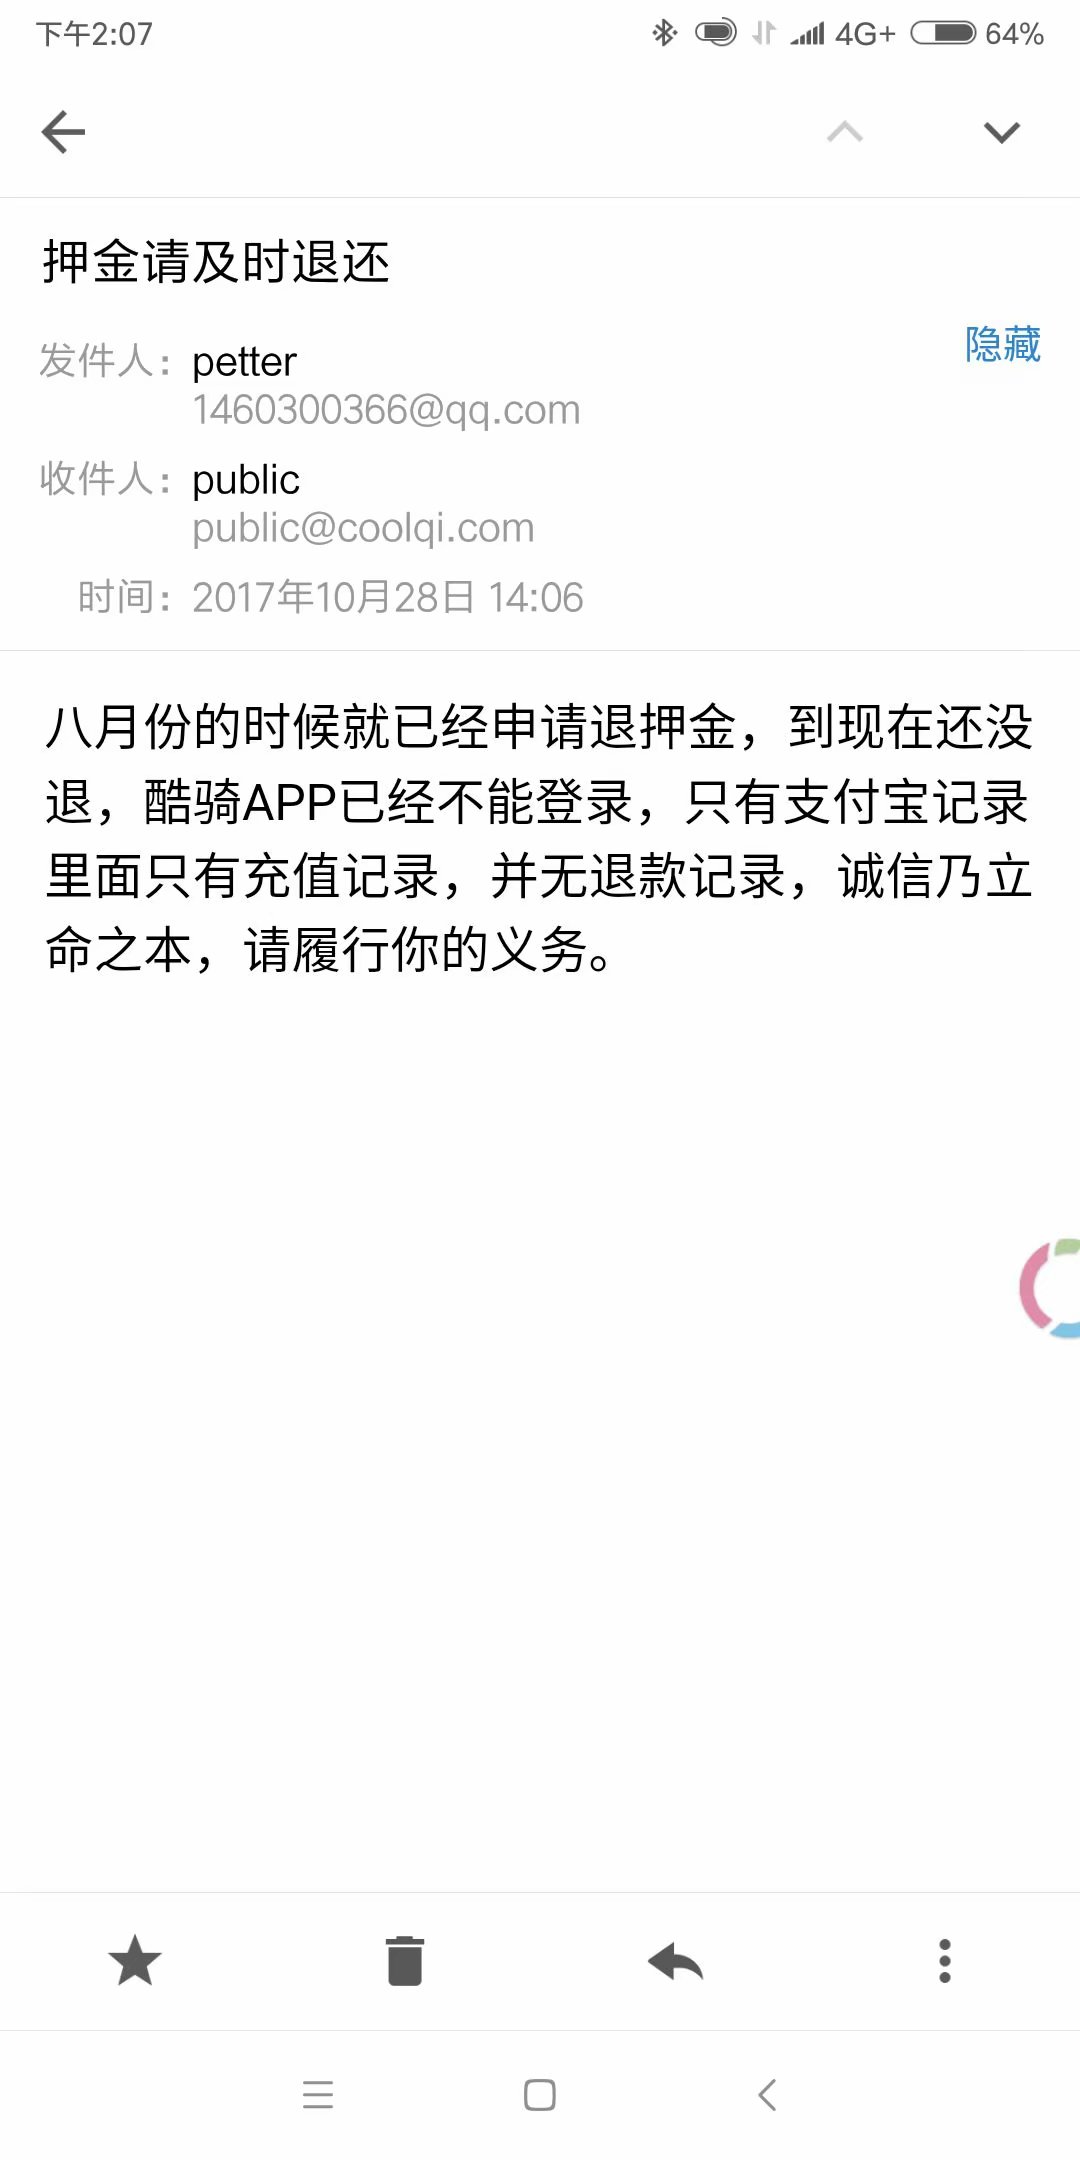 下午2:07
4G+ 64%
押金请及时退还
隐藏
发件人：petter
1460300366@qq.com
收件人：public
public@coolqi.com
时间：2017年10月28日 14:06
八月份的时候就已经申请退押金，到现在还没
退，酷骑APP已经不能登录，只有支付宝记录
里面只有充值记录，并无退款记录，诚信乃立
命之本，请履行你的义务。